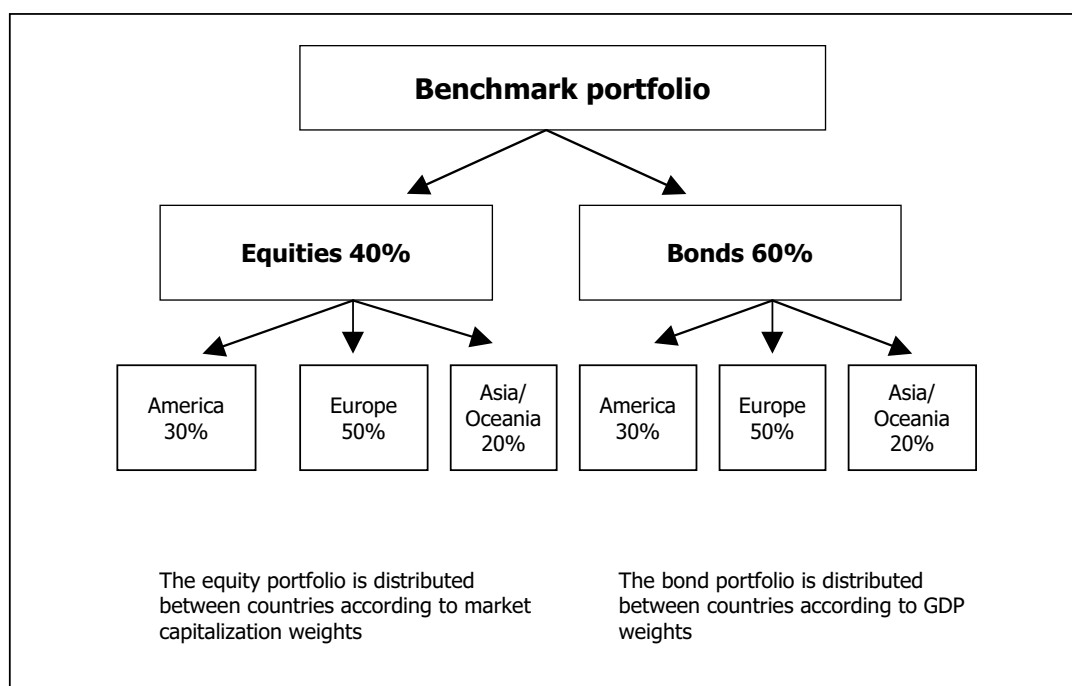 Benchmark portfolio
Equities 40%
Bonds 60%
America
30%
Europe
50%
Asia/
Oceania
20%
America
30%
Europe
50%
Asia/
Oceania
20%
The equity portfolio is distributed
between countries according to market
capitalization weights
The bond portfolio is distributed
between countries according to GDP
weights